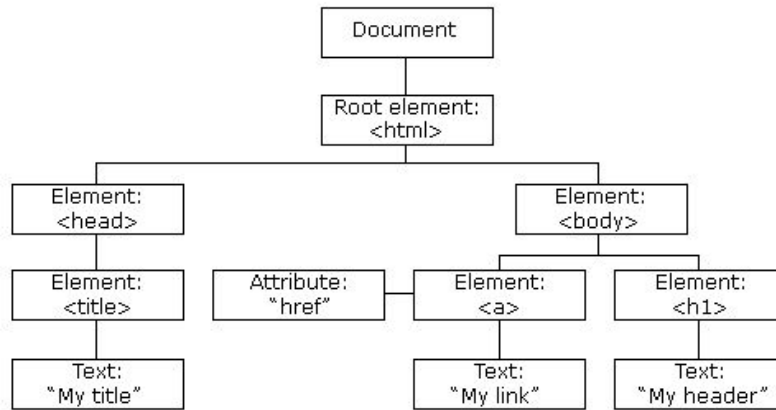 Document
Root element:
<html>
Element:
<head>
Element:
<body>
Element:
<title>
Attribute:
“href”
Element:
<a>
Element:
<h1>
Text:
“My title”
Text:
“My link”
Text:
“My header”